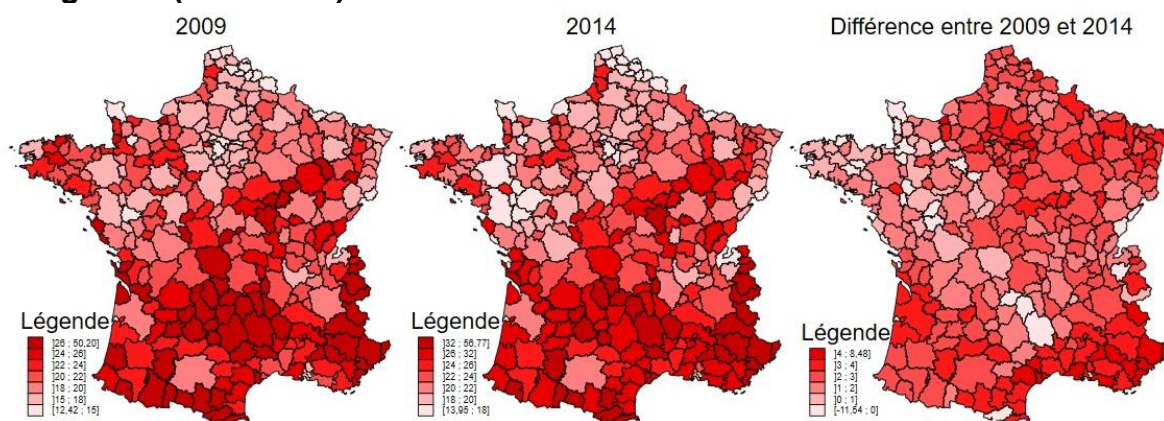 2009
2014
Différence entre 2009 et 2014
Légende
]26 ; 50,20]
]24 ; 26]
]22 ; 24]
]20 ; 22]
]18 ; 20]
]15 ; 18]
[12,42 ; 15]
Légende
]32 ; 56,77]
]26 ; 32]
]24 ; 26]
]22 ; 24]
]20 ; 22]
]18 ; 20]
[13,95 ; 18]
Légende
]4 ; 8,48]
]3 ; 4]
]2 ; 3]
]1 ; 2]
]0 ; 1]
[-11,54 ; 0]